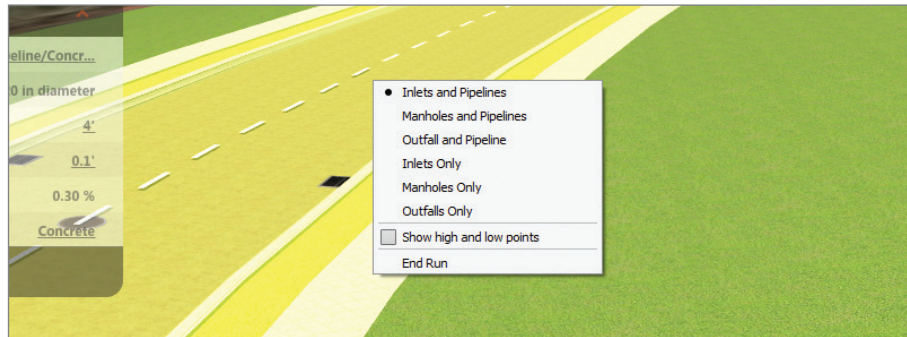 eline/Concr...
0 in diameter
4'
0.1'
0.30 %
Concrete
Inlets and Pipelines
Manholes and Pipelines
Outfall and Pipeline
Inlets Only
Manholes Only
Outfalls Only
Show high and low points
End Run